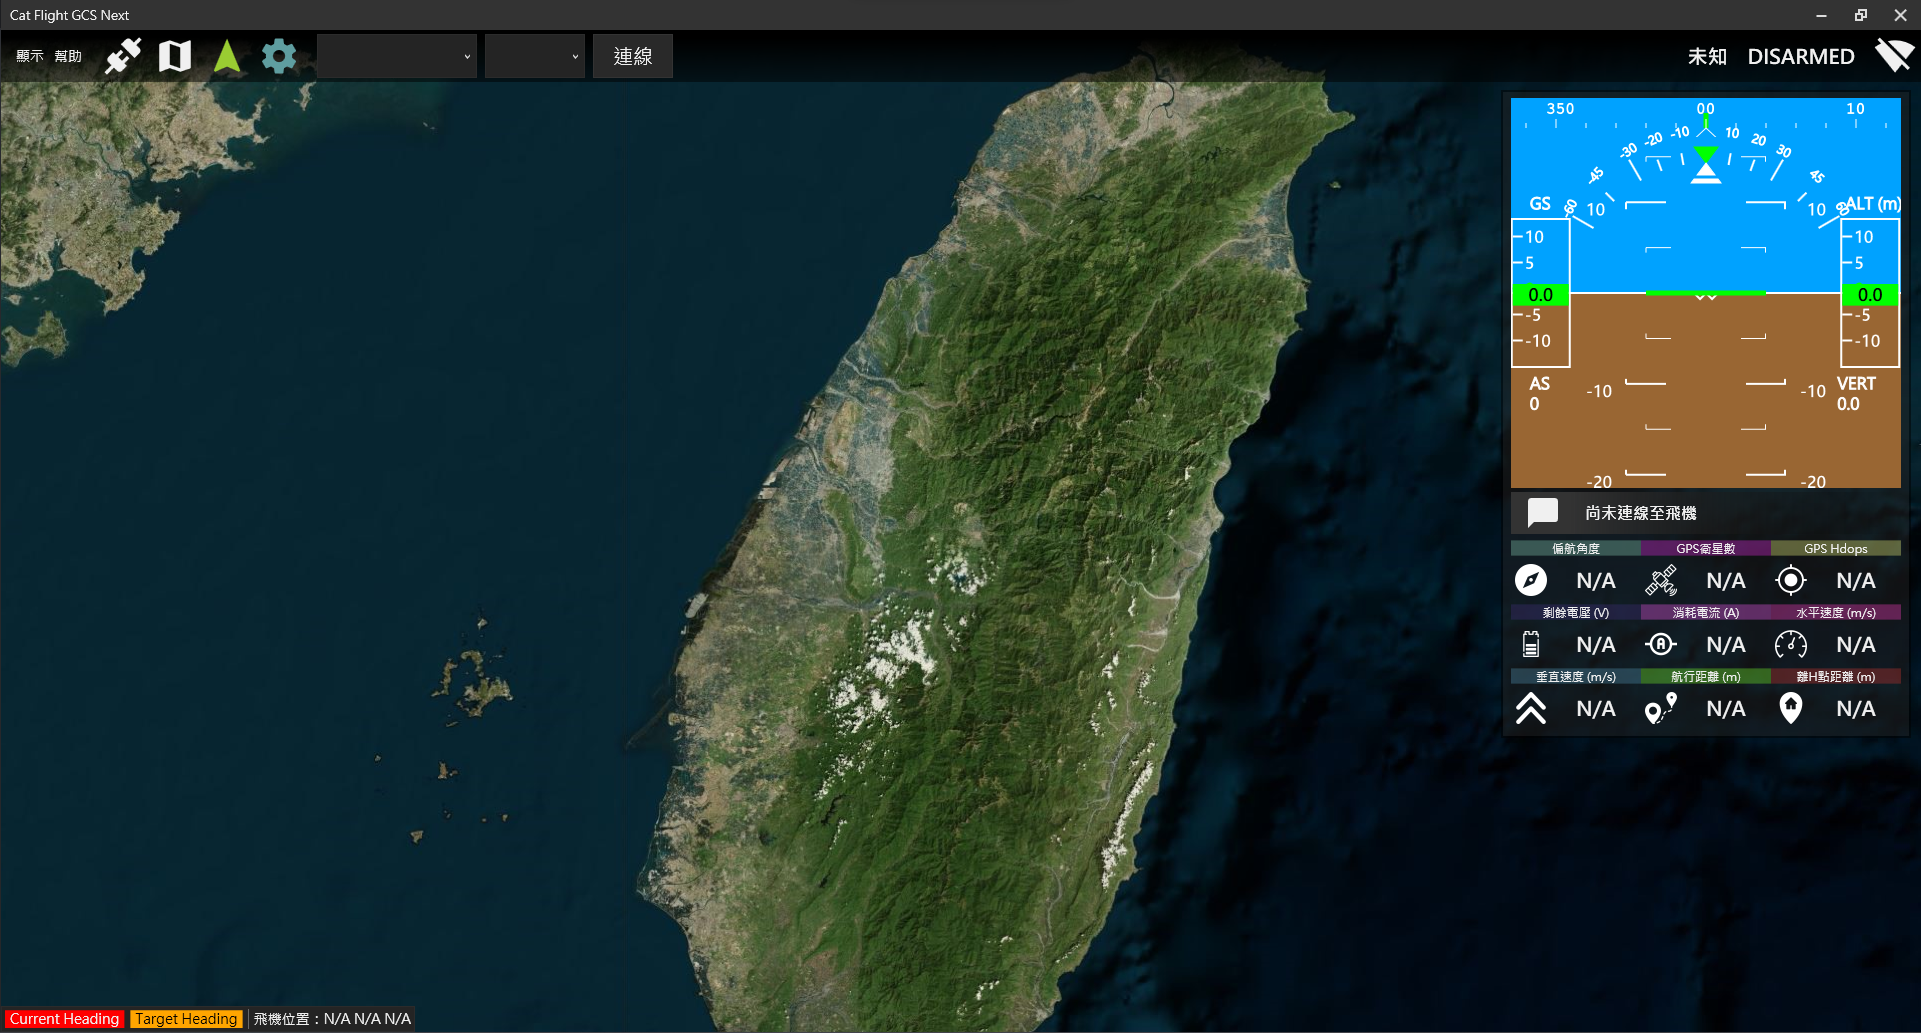 Cat Flight GCS Next
顯示 幫助 連線 未知 DISARMED
350 00 10
-60 -45 -30 -20 -10 10 20 30 45 60
GS 10 10 ALT (m)
10 10
5 5
0.0 0.0
-5 -5
-10 -10
AS -10 -10 VERT
0 0.0
-20 -20
尚未連線至飛機
偏航角度 GPS衛星數 GPS Hdops
N/A N/A N/A
剩餘電壓 (V) 消耗電流 (A) 水平速度 (m/s)
N/A N/A N/A
垂直速度 (m/s) 航行距離 (m) 離H點距離 (m)
N/A N/A N/A
Current Heading Target Heading 飛機位置：N/A N/A N/A